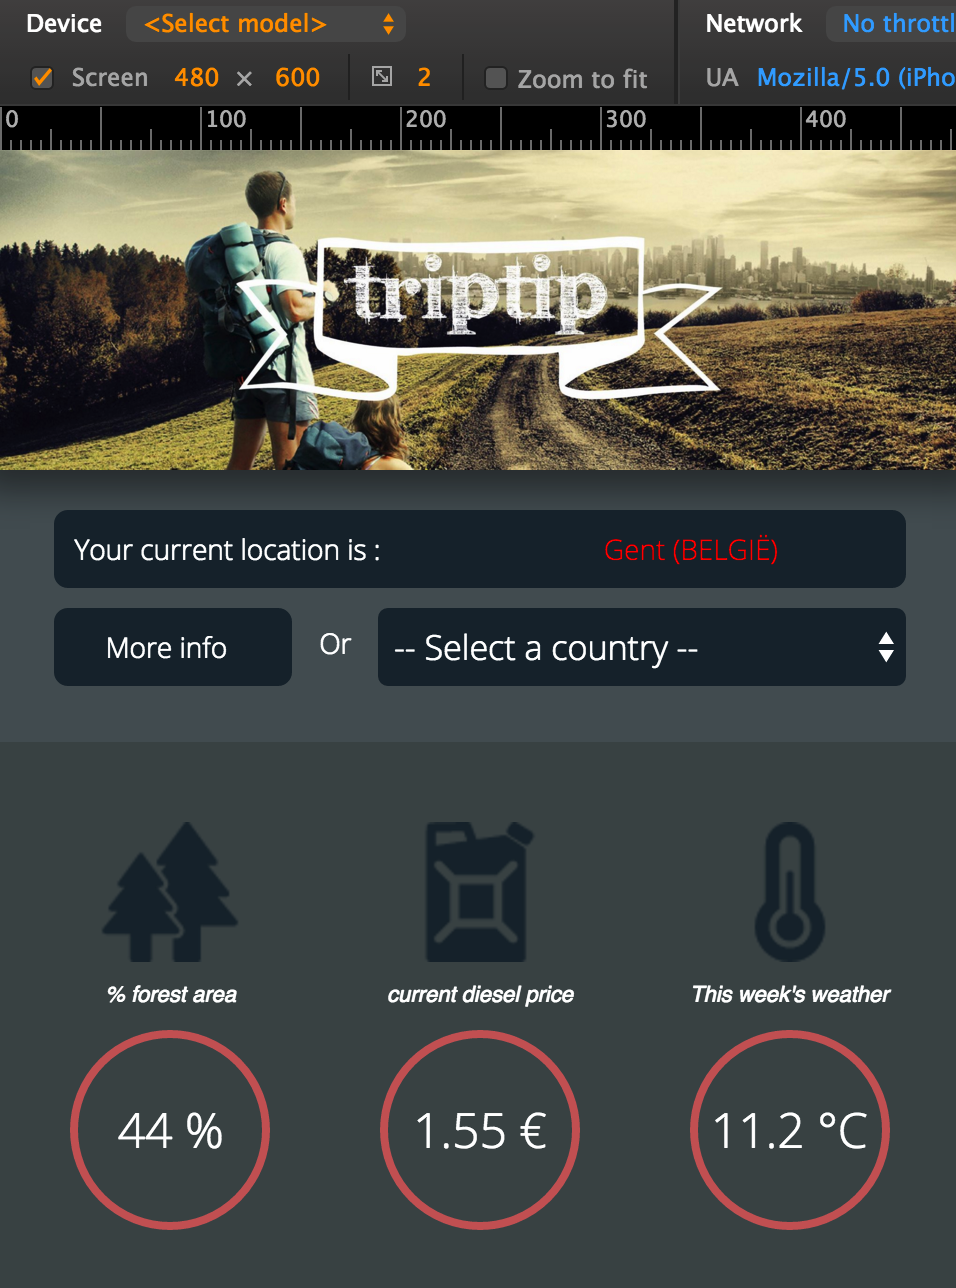 Device <Select model> Network No throttl
Screen 480 × 600 2 Zoom to fit UA Mozilla/5.0 (iPho
0 100 200 300 400
triptip
Your current location is : Gent (BELGIË)
More info Or -- Select a country --
% forest area current diesel price This week's weather
44 % 1.55 € 11.2 °C